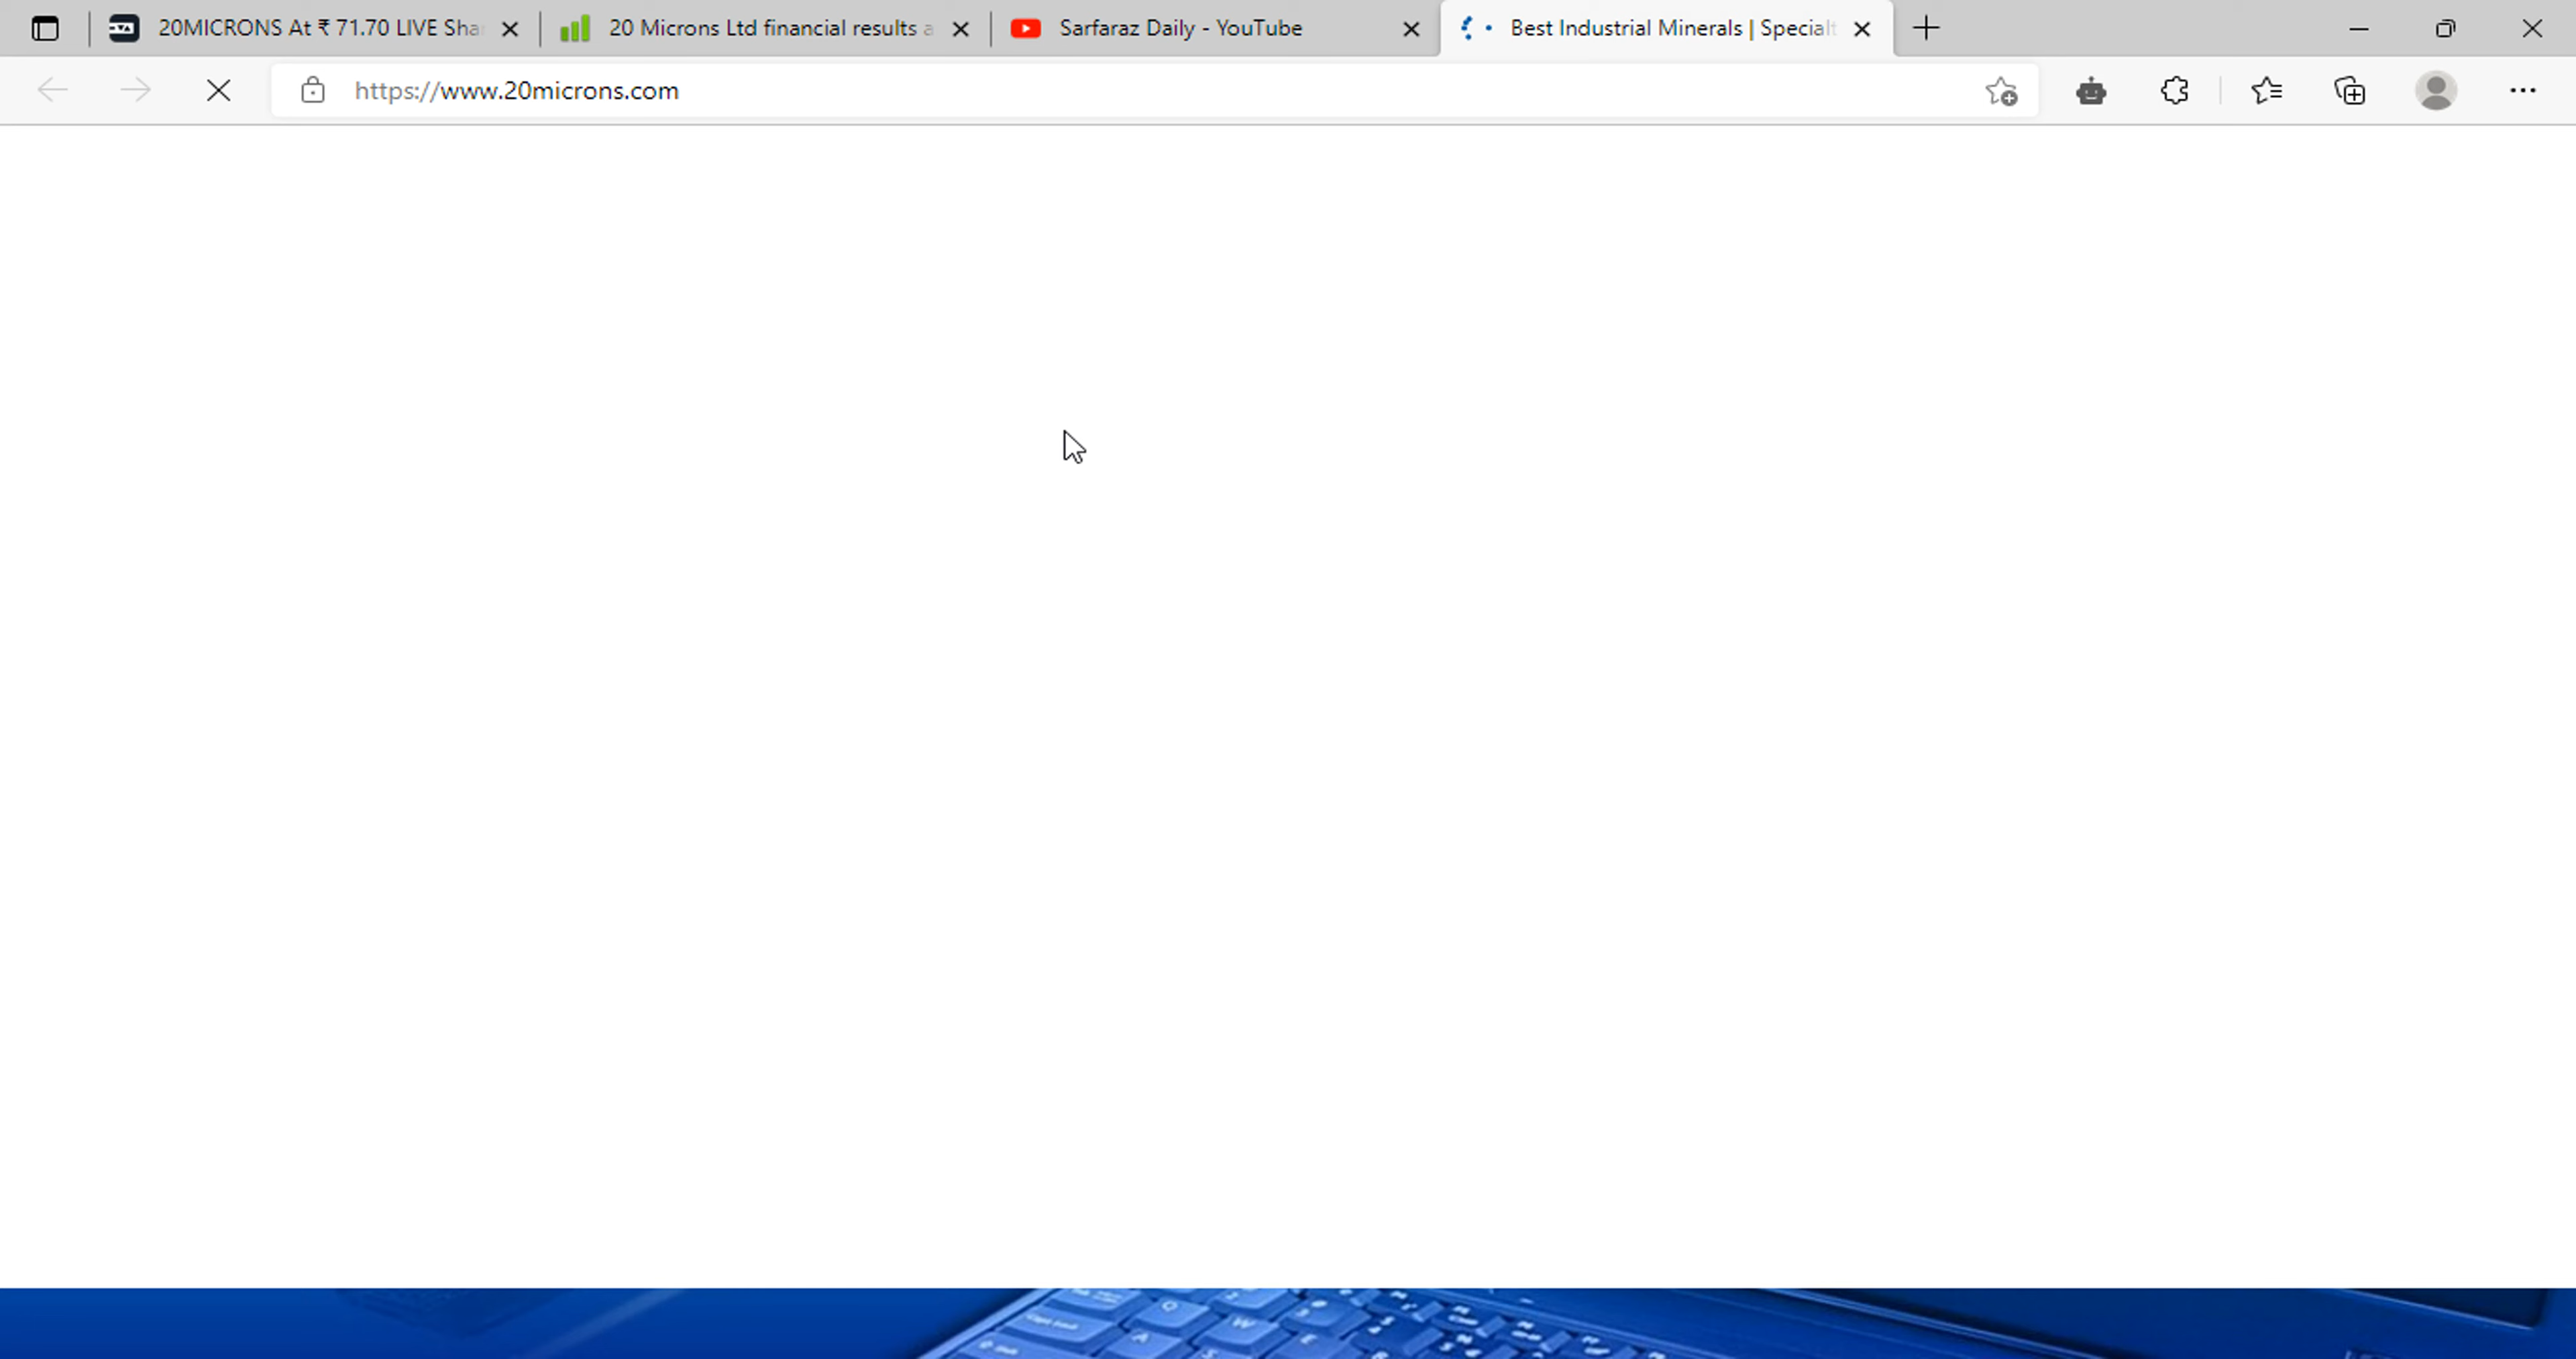 20MICRONS At ₹ 71.70 LIVE Sha
20 Microns Ltd financial results a
Sarfaraz Daily - YouTube
Best Industrial Minerals | Specialt
https://www.20microns.com